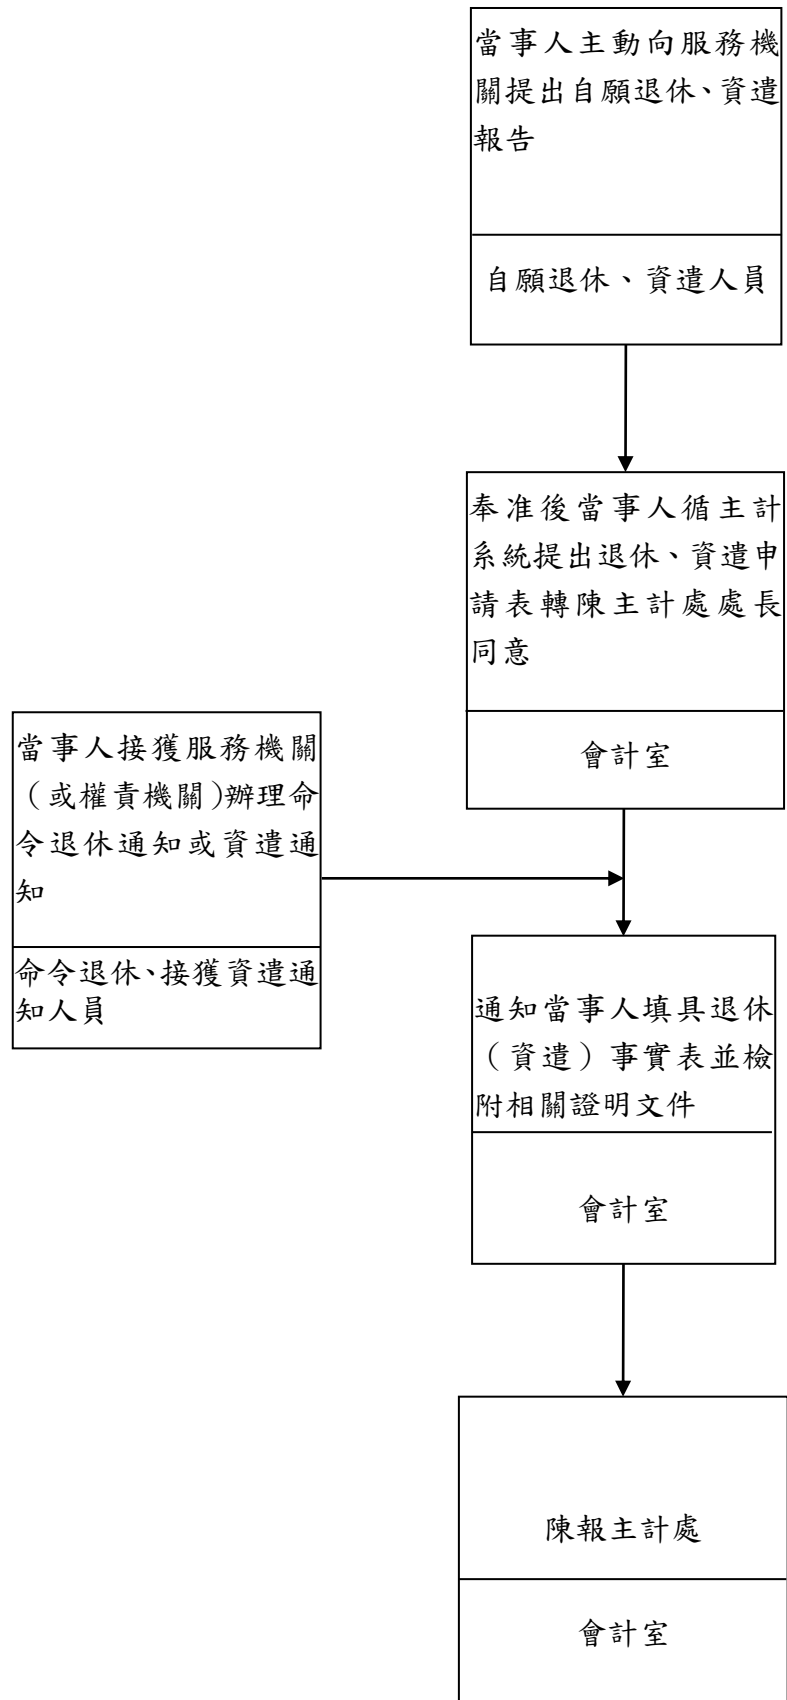 當事人主動向服務機
關提出自願退休、資遣
報告
自願退休、資遣人員
奉准後當事人循主計
系統提出退休、資遣申
請表轉陳主計處處長
同意
會計室
當事人接獲服務機關
（或權責機關）辦理命
令退休通知或資遣通
知
命令退休、接獲資遣通
知人員
通知當事人填具退休
（資遣）事實表並檢
附相關證明文件
會計室
陳報主計處
會計室